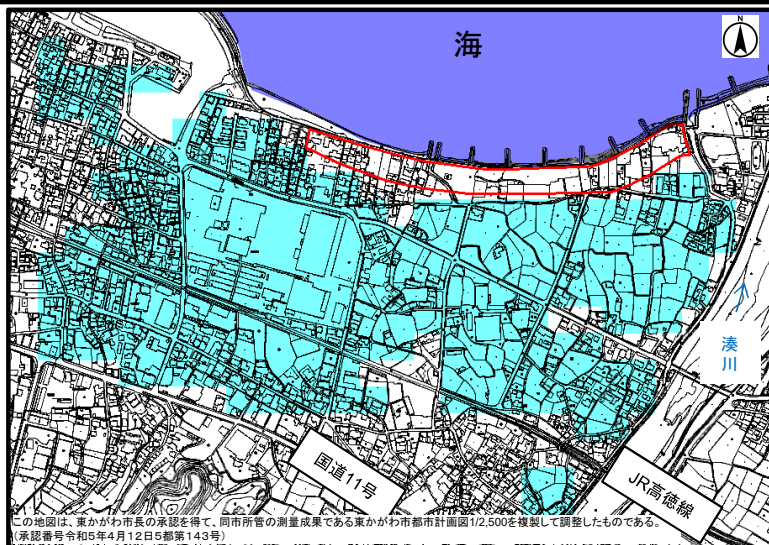 N
海
湊川
国道11号
JR高徳線
この地図は、東かがわ市長の承認を得て、同市所管の測量成果である東かがわ市都市計画図1/2,500を複製して調整したものである。
(承認番号令和5年4月12日5都第143号)